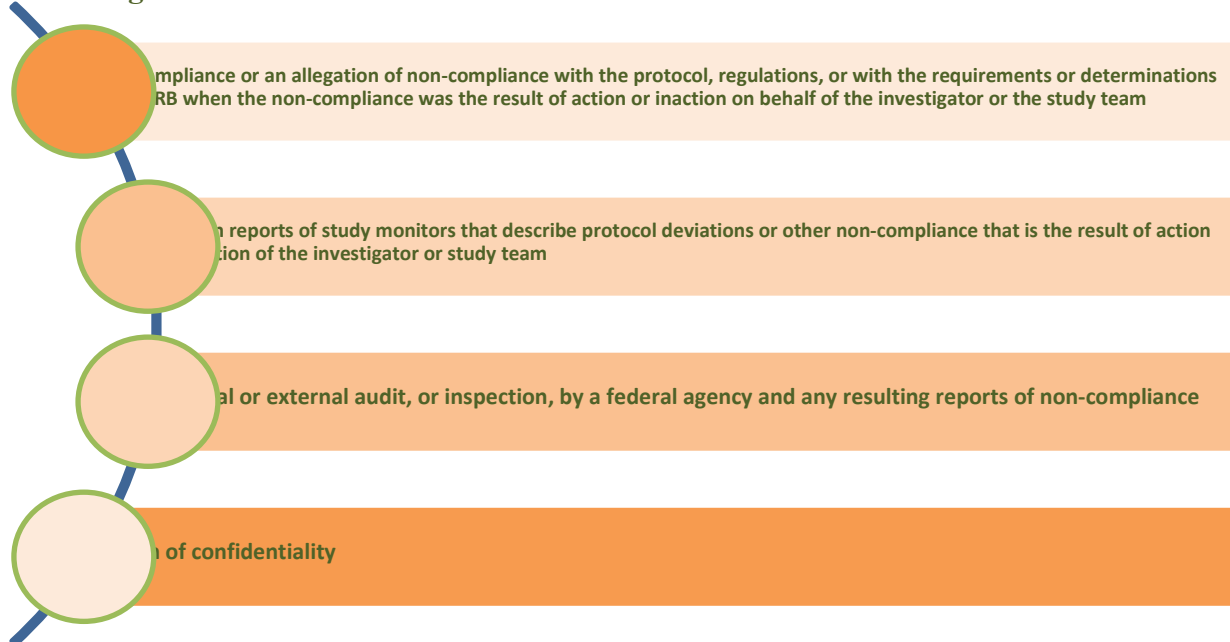 mpliance or an allegation of non-compliance with the protocol, regulations, or with the requirements or determinations
RB when the non-compliance was the result of action or inaction on behalf of the investigator or the study team
reports of study monitors that describe protocol deviations or other non-compliance that is the result of action
tion of the investigator or study team
al or external audit, or inspection, by a federal agency and any resulting reports of non-compliance
of confidentiality